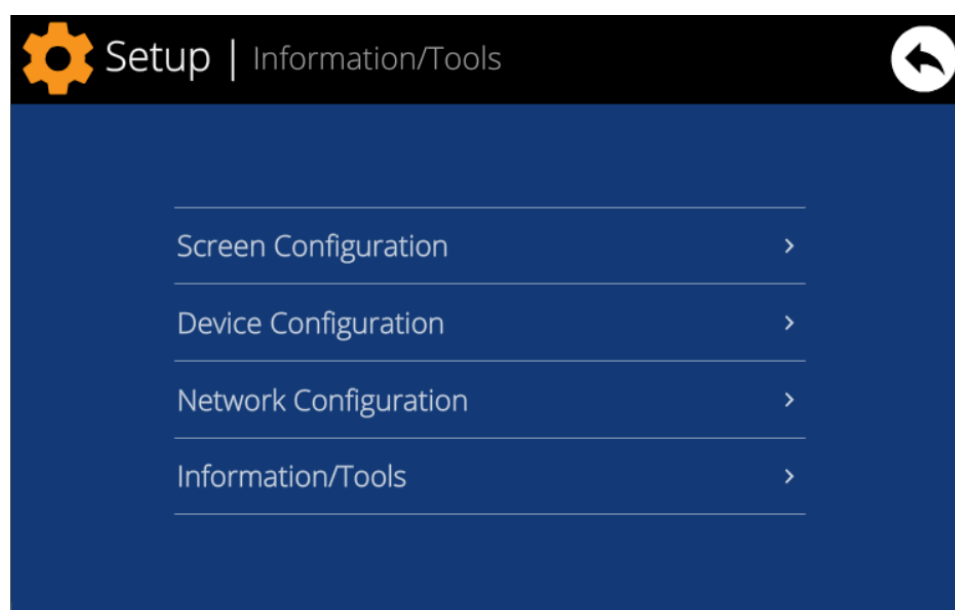 Setup | Information/Tools
Screen Configuration
Device Configuration
Network Configuration
Information/Tools